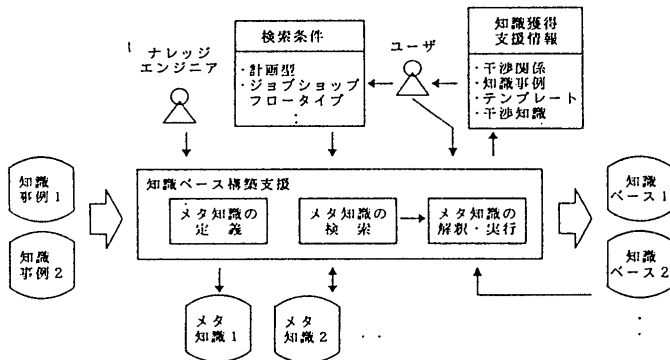 ナレッジ
エンジニア
検索条件
・計画型
・ジョブショップ
フロータイプ
:
ユーザ
知識獲得
支援情報
・干渉関係
・知識事例
・テンプレート
・干渉知識
知識
事例1
知識
事例2
知識ベース構築支援
メタ知識の
定 義
メタ知識の
検 索
メタ知識の
解釈・実行
知識
ベース1
知識
ベース2
メタ
知識1
メタ
知識2